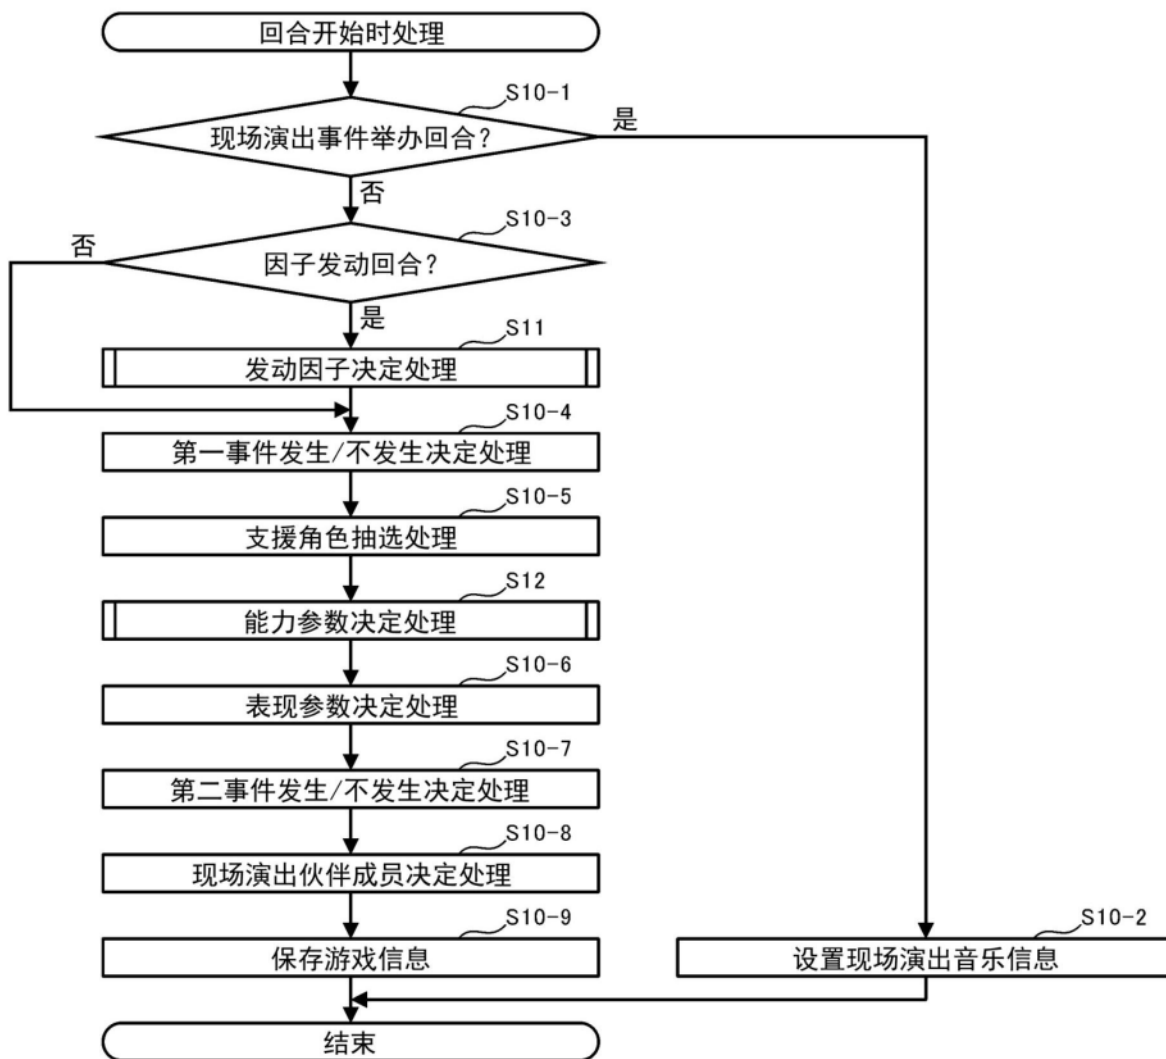 回合开始时处理
S10-1
现场演出事件举办回合？
是
否
S10-3
否
因子发动回合？
是
S11
发动因子决定处理
S10-4
第一事件发生/不发生决定处理
S10-5
支援角色抽选处理
S12
能力参数决定处理
S10-6
表现参数决定处理
S10-7
第二事件发生/不发生决定处理
S10-8
现场演出伙伴成员决定处理
S10-9
保存游戏信息
S10-2
设置现场演出音乐信息
结束